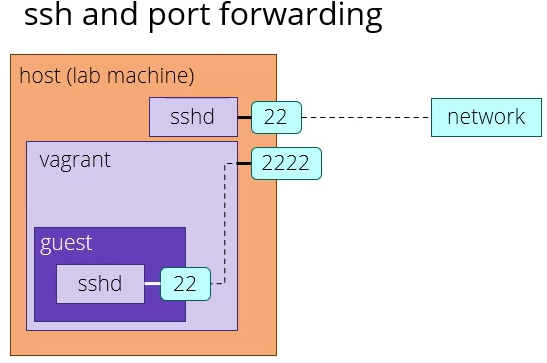 ssh and port forwarding
host (lab machine)
sshd
22
network
vagrant
2222
guest
sshd
22